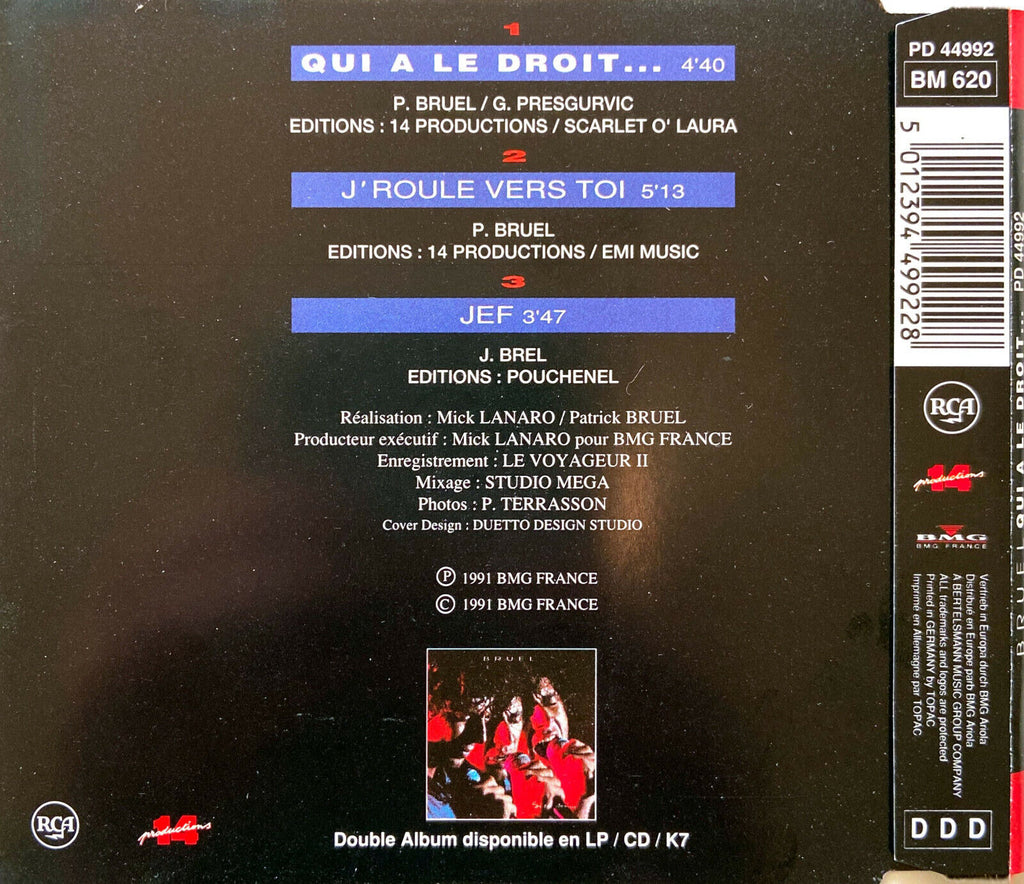 1
QUI A LE DROIT... 4'40
P. BRUEL / G. PRESGURVIC
EDITIONS : 14 PRODUCTIONS / SCARLET O' LAURA
2
J'ROULE VERS TOI 5'13
P. BRUEL
EDITIONS : 14 PRODUCTIONS / EMI MUSIC
3
JEF 3'47
J. BREL
EDITIONS : POUCHENEL
Réalisation : Mick LANARO / Patrick BRUEL
Producteur exécutif : Mick LANARO pour BMG FRANCE
Enregistrement : LE VOYAGEUR II
Mixage : STUDIO MEGA
Photos : P. TERRASSON
Cover Design : DUETTO DESIGN STUDIO
Ⓟ 1991 BMG FRANCE
© 1991 BMG FRANCE
BRUEL
Double Album disponible en LP / CD / K7
RCA
14 productions
PD 44992
BM 620
5 012394 499228
RCA
14 productions
BMG
BMG FRANCE
Vertrieb in Europa durch BMG Ariola
Distribué en Europe parb BMG Ariola
A BERTELSMANN MUSIC GROUP COMPANY
ALL trademarks and logos are protected
Printed in GERMANY by TOPAC
Imprimé en Allemagne par TOPAC
DDD
PD 44992
BRUEL QUI A LE DROIT...